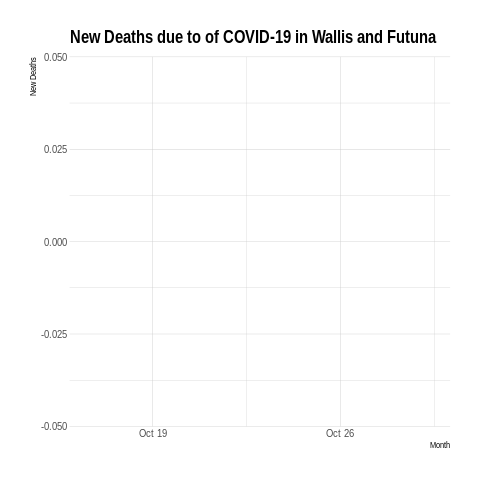 New Deaths due to of COVID-19 in Wallis and Futuna
New Deaths
0.050
0.025
0.000
-0.025
-0.050
Oct 19
Oct 26
Month